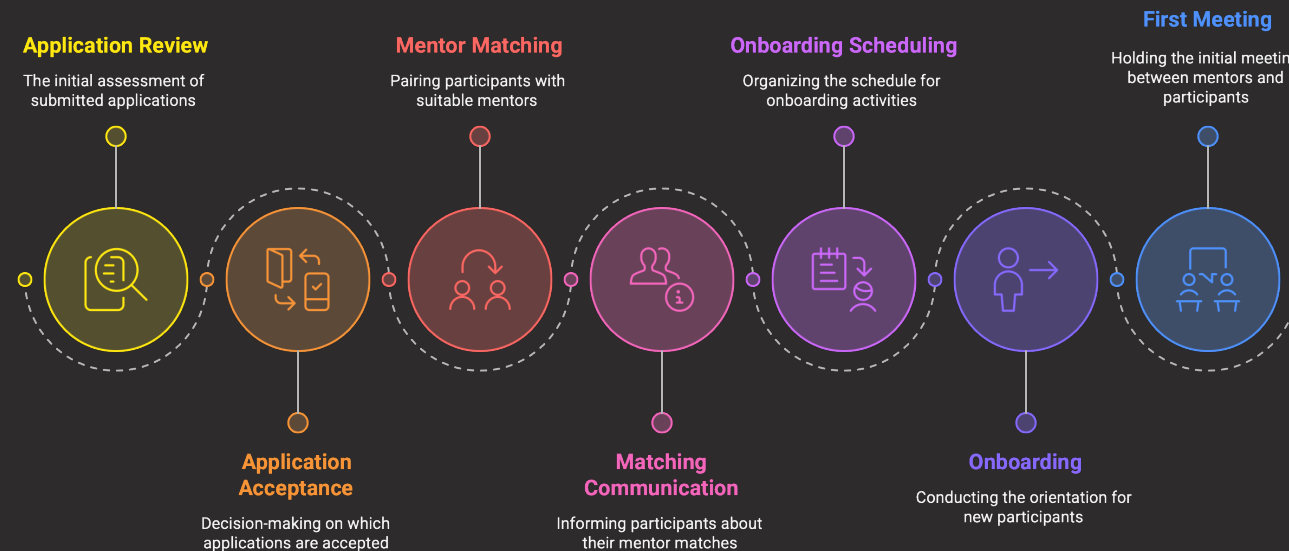 Application Review
The initial assessment of
submitted applications
Application
Acceptance
Decision-making on which
applications are accepted
Mentor Matching
Pairing participants with
suitable mentors
Matching
Communication
Informing participants about
their mentor matches
Onboarding Scheduling
Organizing the schedule for
onboarding activities
Onboarding
Conducting the orientation for
new participants
First Meeting
Holding the initial meetin
between mentors and
participants